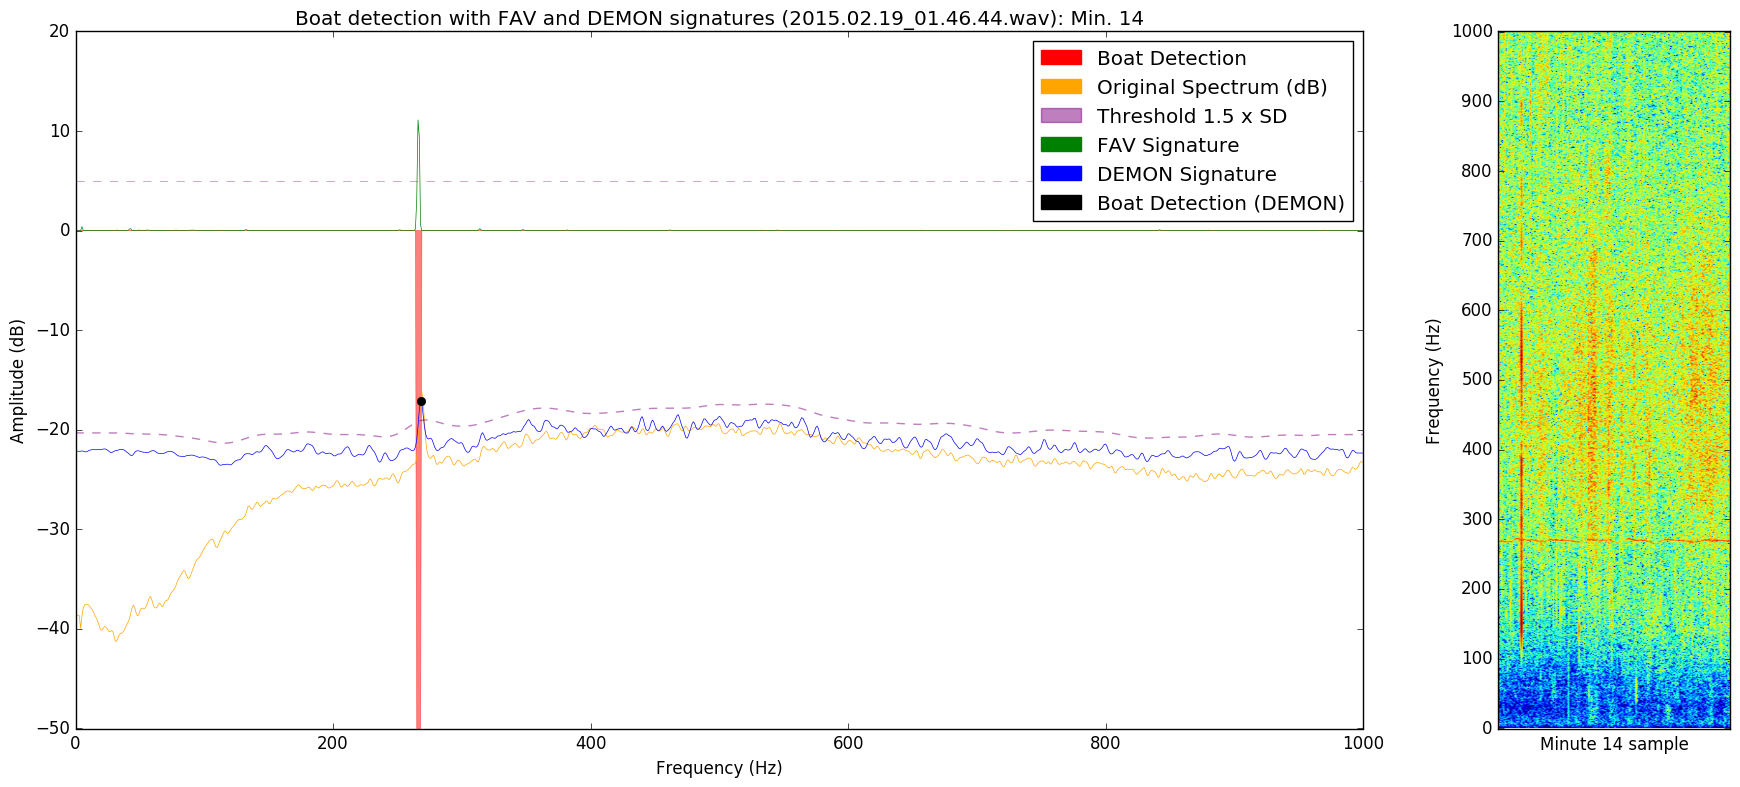 Boat detection with FAV and DEMON signatures (2015.02.19_01.46.44.wav): Min. 14
20
10
0
−10
−20
−30
−40
−50
Amplitude (dB)
0 200 400 600 800 1000
Frequency (Hz)
Boat Detection
Original Spectrum (dB)
Threshold 1.5 x SD
FAV Signature
DEMON Signature
Boat Detection (DEMON)
1000
900
800
700
600
500
400
300
200
100
0
Frequency (Hz)
Minute 14 sample